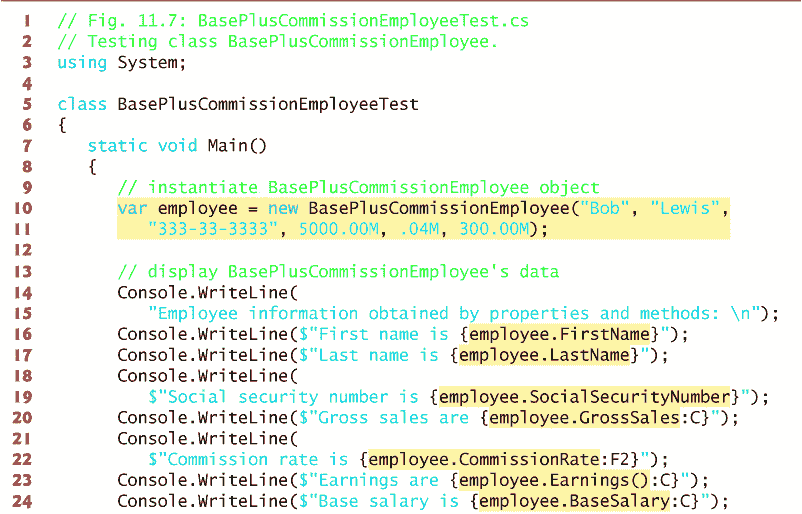 1 // Fig. 11.7: BasePlusCommissionEmployeeTest.cs
2 // Testing class BasePlusCommissionEmployee.
3 using System;
4
5 class BasePlusCommissionEmployeeTest
6 {
7    static void Main()
8    {
9       // instantiate BasePlusCommissionEmployee object
10       var employee = new BasePlusCommissionEmployee("Bob", "Lewis",
11          "333-33-3333", 5000.00M, .04M, 300.00M);
12
13       // display BasePlusCommissionEmployee's data
14       Console.WriteLine(
15          "Employee information obtained by properties and methods: \n");
16       Console.WriteLine($"First name is {employee.FirstName}");
17       Console.WriteLine($"Last name is {employee.LastName}");
18       Console.WriteLine(
19          $"Social security number is {employee.SocialSecurityNumber}");
20       Console.WriteLine($"Gross sales are {employee.GrossSales:C}");
21       Console.WriteLine(
22          $"Commission rate is {employee.CommissionRate:F2}");
23       Console.WriteLine($"Earnings are {employee.Earnings():C}");
24       Console.WriteLine($"Base salary is {employee.BaseSalary:C}");